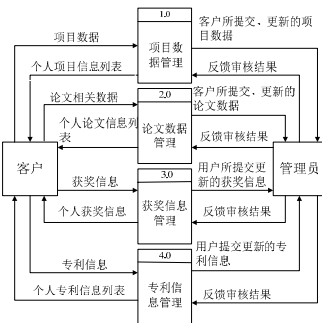 1.0
项目数据管理
2.0
论文数据管理
3.0
获奖信息管理
4.0
专利信息管理
客户
管理员
项目数据
个人项目信息列表
论文相关数据
个人论文信息列表
获奖信息
个人获奖信息
专利信息
个人专利信息列表
客户所提交、更新的项目数据
反馈审核结果
客户所提交、更新的论文数据
反馈审核结果
用户所提交更新的获奖信息
反馈审核结果
用户提交更新的专利信息
反馈审核结果